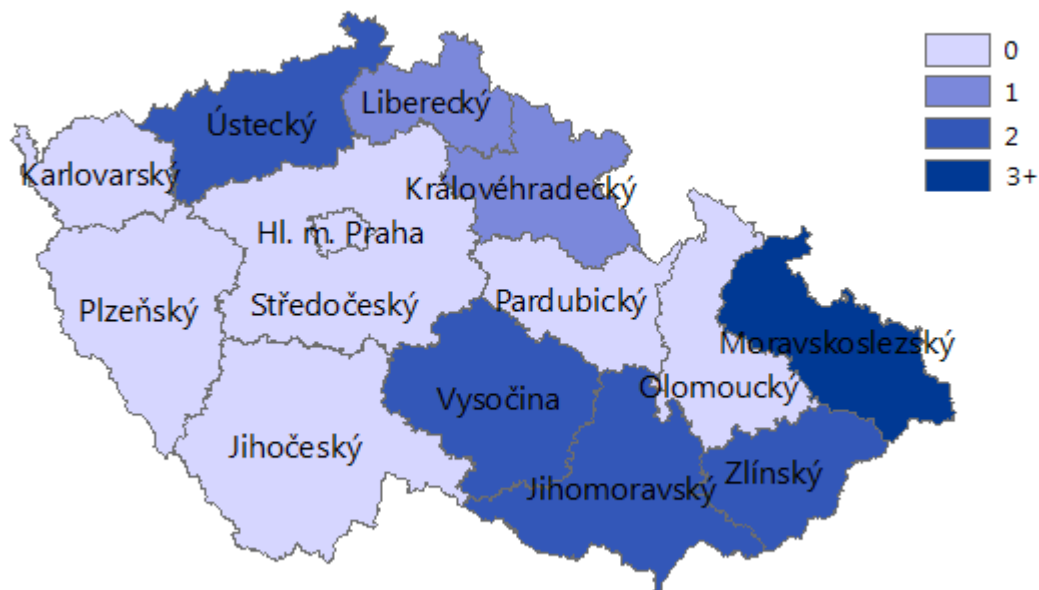 0
1
2
3+
Liberecký
Ústecký
Karlovarský
Královéhradecký
Hl. m. Praha
Středočeský
Pardubický
Plzeňský
Moravskoslezský
Olomoucký
Vysočina
Jihočeský
Zlínský
Jihomoravský